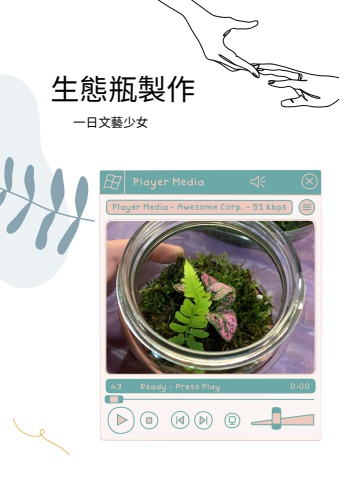 生態瓶製作
一日文藝少女
Player Media
Player Media - Awesome Corp. - 51 Kbps
43 Ready - Press Play 0:00